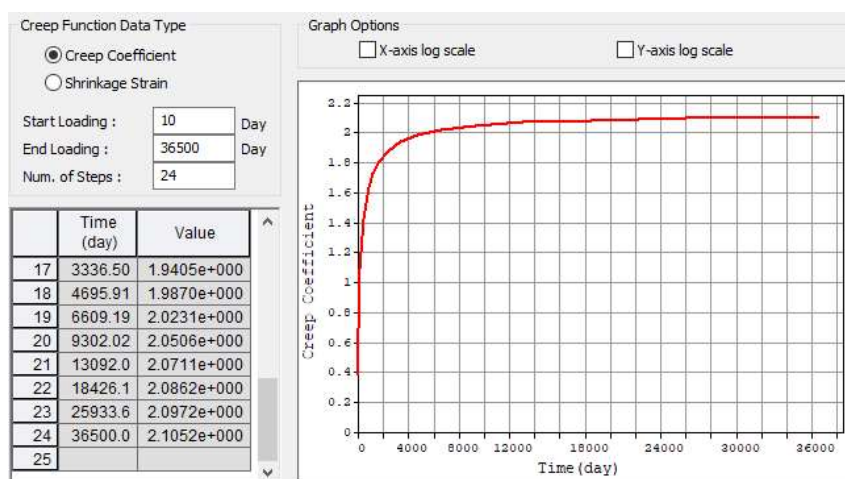 Creep Function Data Type
Creep Coefficient
Shrinkage Strain
Start Loading : 10 Day
End Loading : 36500 Day
Num. of Steps : 24
Time (day) Value
17 3336.50 1.9405e+000
18 4695.91 1.9870e+000
19 6609.19 2.0231e+000
20 9302.02 2.0506e+000
21 13092.0 2.0711e+000
22 18426.1 2.0862e+000
23 25933.6 2.0972e+000
24 36500.0 2.1052e+000
25
Graph Options
X-axis log scale Y-axis log scale
Creep Coefficient
2.2
2
1.8
1.6
1.4
1.2
1
0.8
0.6
0.4
0.2
0
0 4000 8000 12000 18000 24000 30000 36000
Time(day)